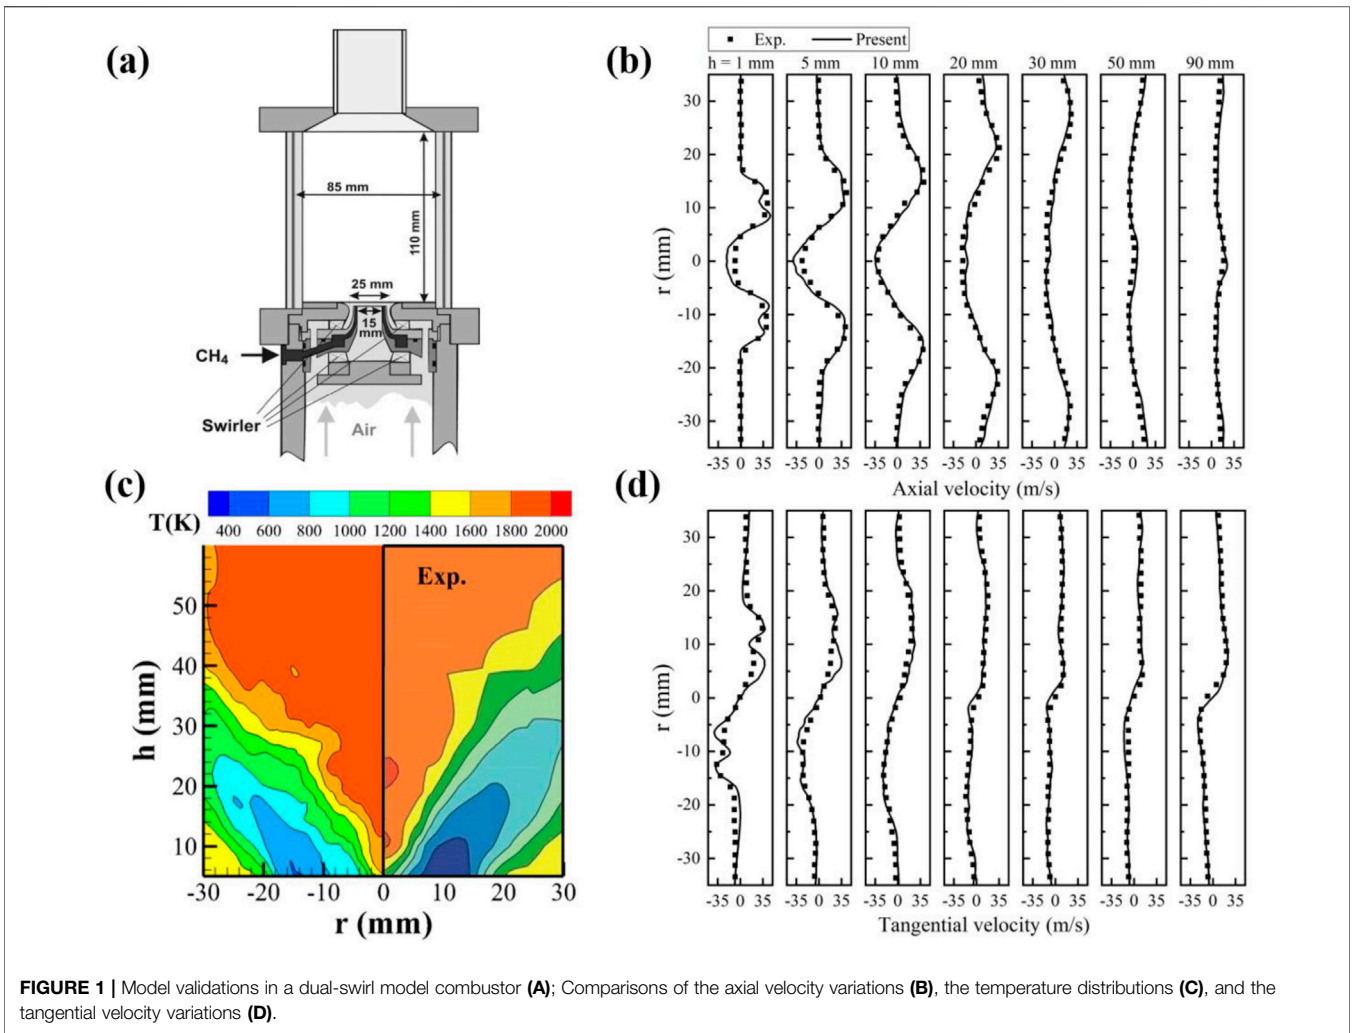 (a)
85 mm
110 mm
25 mm
15
mm
CH4
Swirler
Air
(b)
Exp. Present
h = 1 mm 5 mm 10 mm 20 mm 30 mm 50 mm 90 mm
30
20
10
0
-10
-20
-30
r (mm)
-35 0 35 -35 0 35 -35 0 35 -35 0 35 -35 0 35 -35 0 35 -35 0 35
Axial velocity (m/s)
(c)
T(K)
400 600 800 1000 1200 1400 1600 1800 2000
Exp.
50
40
30
20
10
h (mm)
-30 -20 -10 0 10 20 30
r (mm)
(d)
30
20
10
0
-10
-20
-30
r (mm)
-35 0 35 -35 0 35 -35 0 35 -35 0 35 -35 0 35 -35 0 35 -35 0 35
Tangential velocity (m/s)
FIGURE 1 | Model validations in a dual-swirl model combustor (A); Comparisons of the axial velocity variations (B), the temperature distributions (C), and the
tangential velocity variations (D).